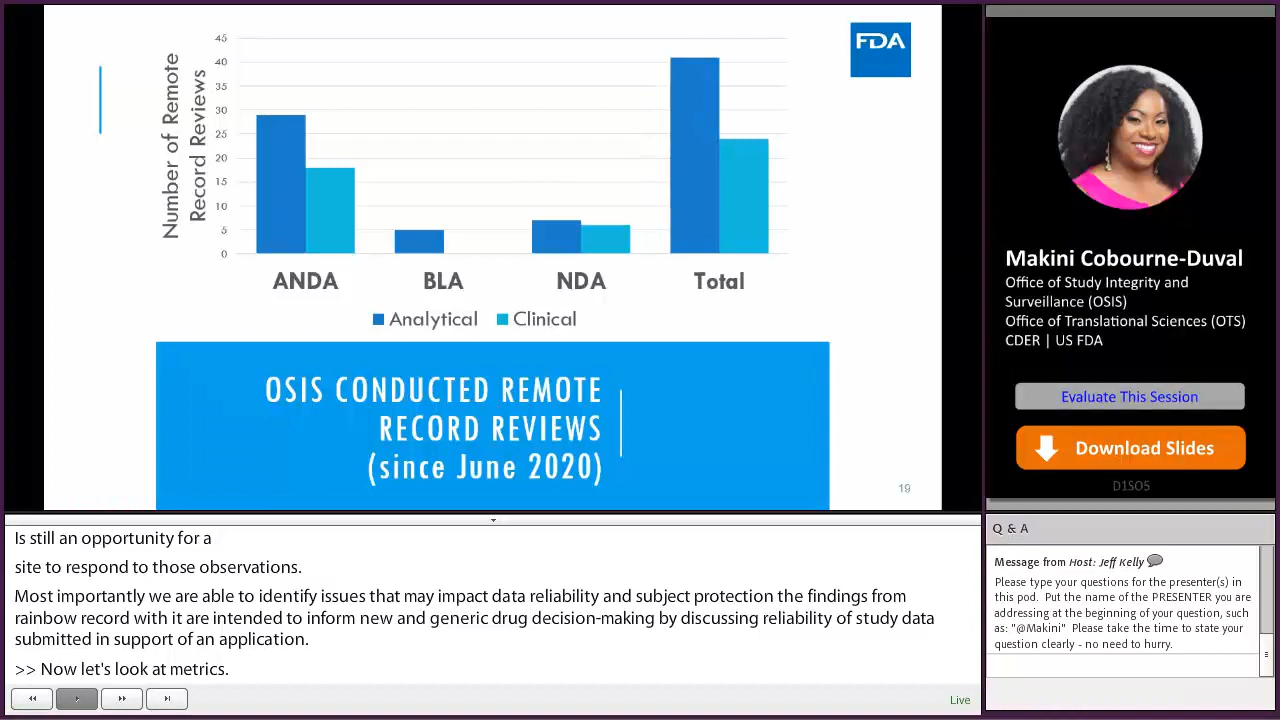 45
40
35
30
25
20
15
10
5
0
Number of Remote
Record Reviews
ANDA
BLA
NDA
Total
Analytical
Clinical
FDA
OSIS CONDUCTED REMOTE
RECORD REVIEWS
(since June 2020)
19
Makini Cobourne-Duval
Office of Study Integrity and
Surveillance (OSIS)
Office of Translational Sciences (OTS)
CDER | US FDA
Evaluate This Session
Download Slides
D1SO5
Is still an opportunity for a
site to respond to those observations.
Most importantly we are able to identify issues that may impact data reliability and subject protection the findings from
rainbow record with it are intended to inform new and generic drug decision-making by discussing reliability of study data
submitted in support of an application.
>> Now let's look at metrics.
Live
Q & A
Message from Host: Jeff Kelly
Please type your questions for the presenter(s) in
this pod. Put the name of the PRESENTER you are
addressing at the beginning of your question, such
as: "@Makini" Please take the time to state your
question clearly - no need to hurry.